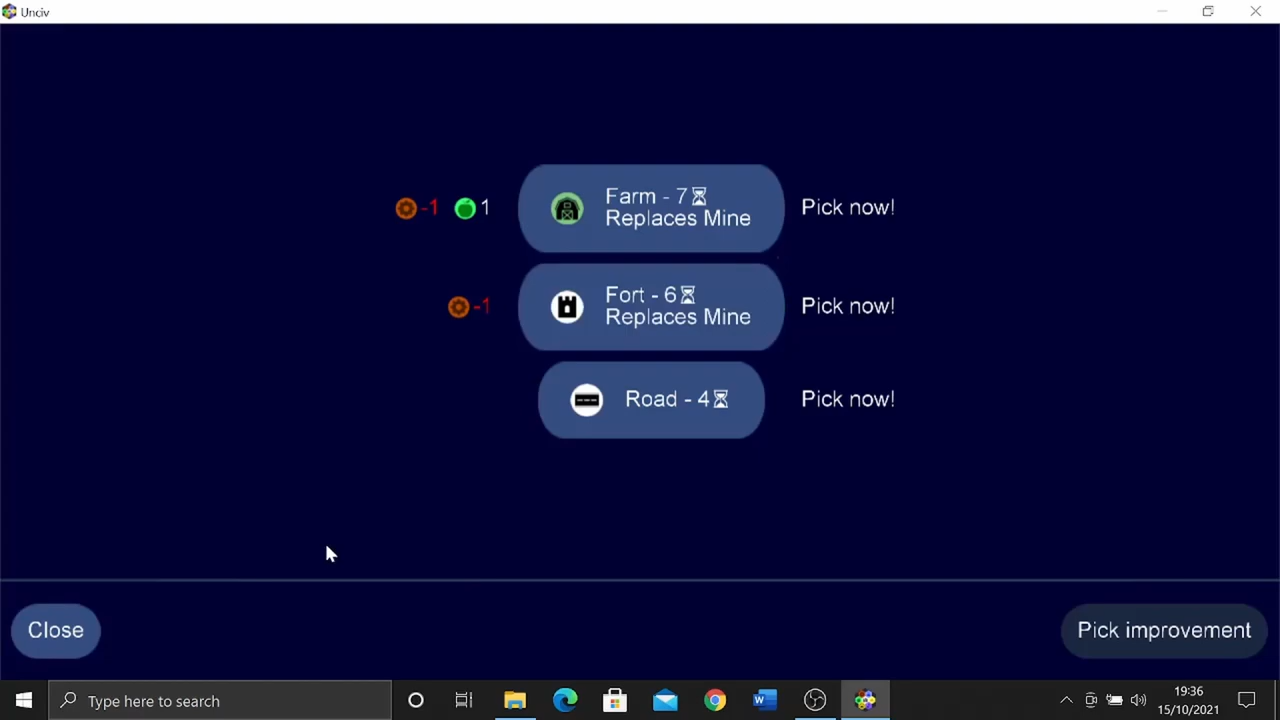 Unciv
-1 1 Farm - 7⏳ Pick now!
Replaces Mine
-1 Fort - 6⏳ Pick now!
Replaces Mine
Road - 4⏳ Pick now!
Close
Pick improvement
Type here to search
19:36
15/10/2021